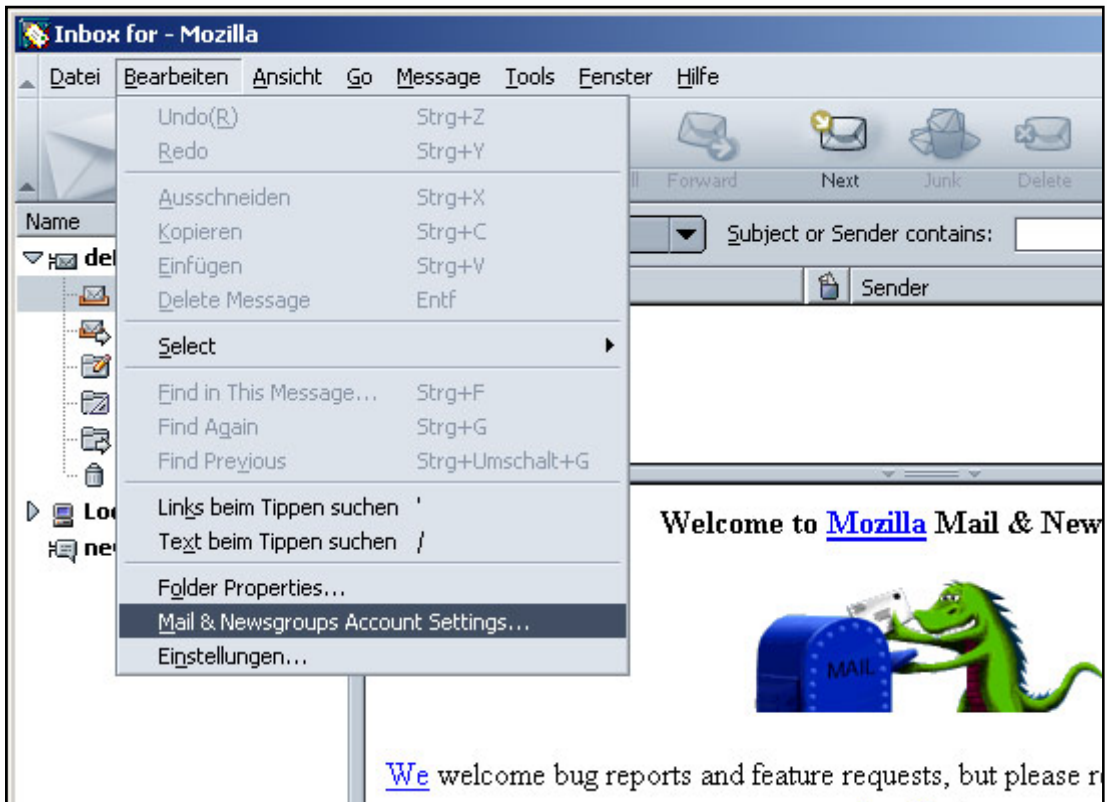 Inbox for - Mozilla
Datei Bearbeiten Ansicht Go Message Tools Fenster Hilfe
Undo(R) Strg+Z
Redo Strg+Y
Forward Next Junk Delete
Ausschneiden Strg+X
Name
Kopieren Strg+C
Subject or Sender contains:
Einfügen Strg+V
Delete Message Entf
Sender
Select
Find in This Message... Strg+F
Find Again Strg+G
Find Previous Strg+Umschalt+G
Links beim Tippen suchen '
Text beim Tippen suchen /
Welcome to Mozilla Mail & New
Folder Properties...
Mail & Newsgroups Account Settings...
Einstellungen...
MAIL
We welcome bug reports and feature requests, but please r